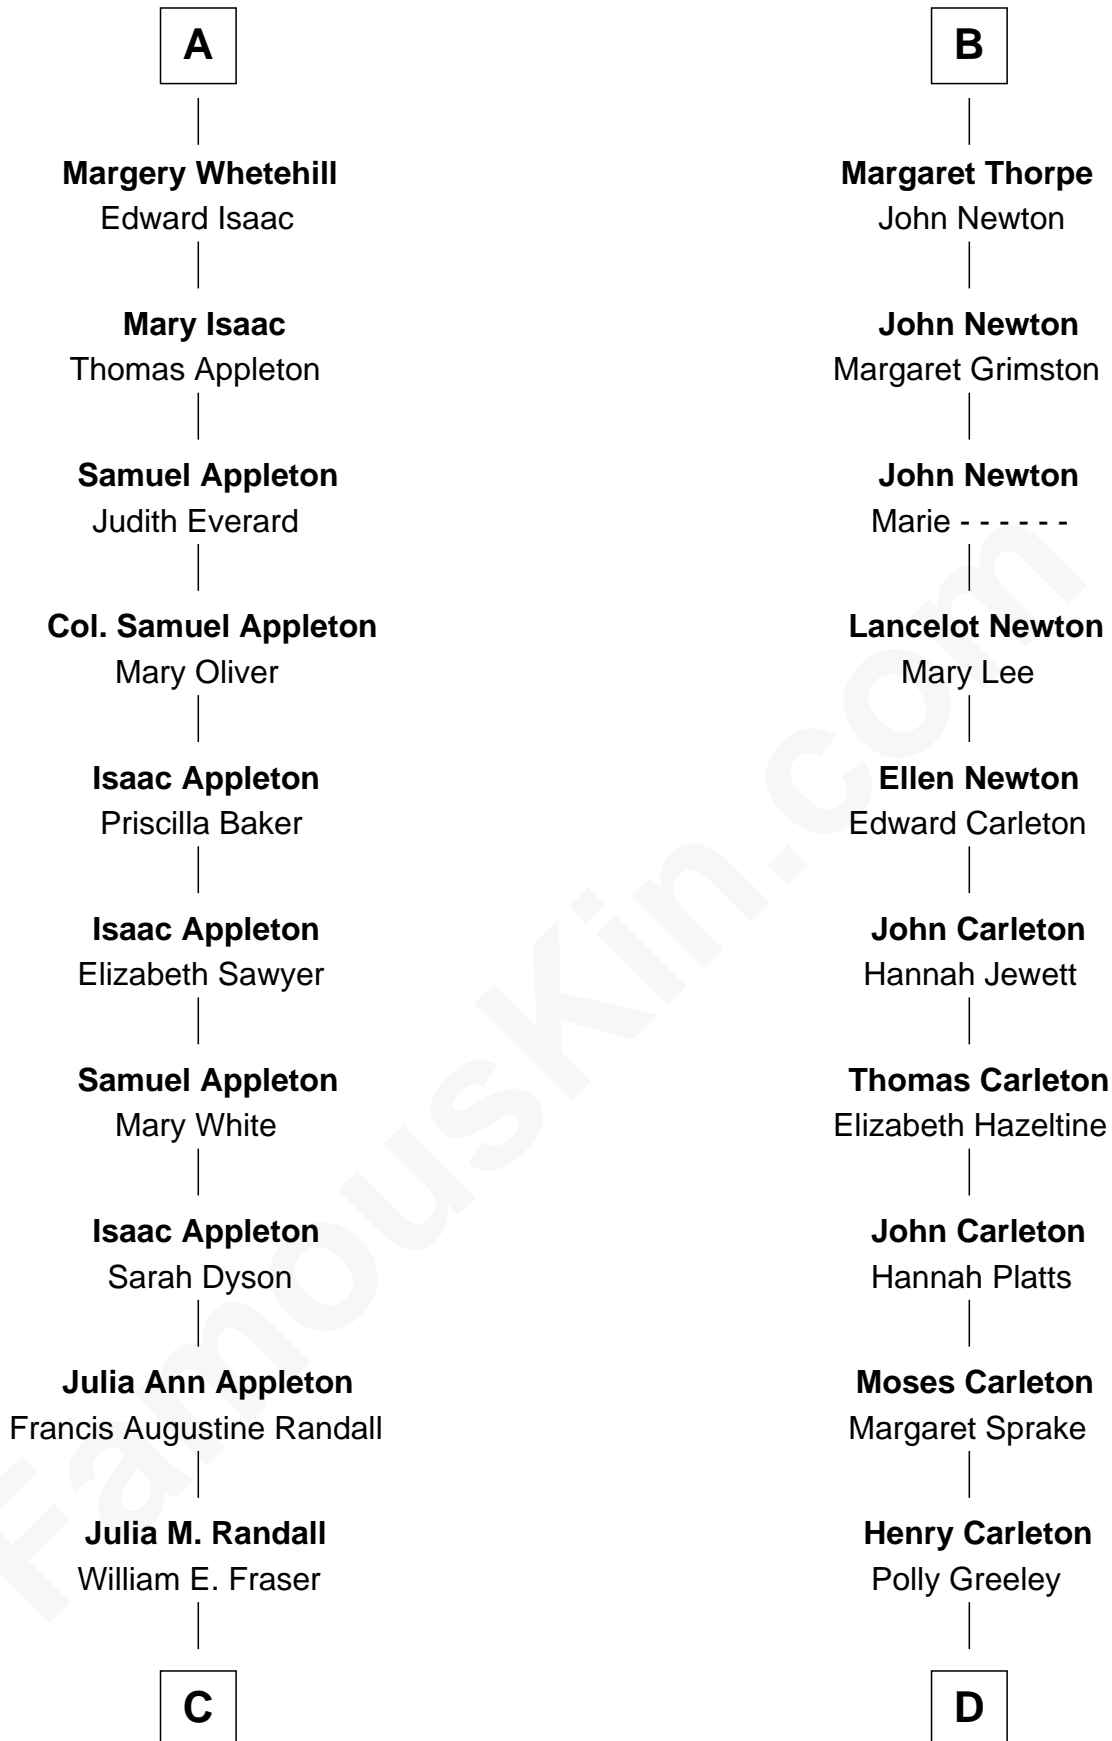 A
Margery Whetehill
Edward Isaac
Mary Isaac
Thomas Appleton
Samuel Appleton
Judith Everard
Col. Samuel Appleton
Mary Oliver
Isaac Appleton
Priscilla Baker
Isaac Appleton
Elizabeth Sawyer
Samuel Appleton
Mary White
Isaac Appleton
Sarah Dyson
Julia Ann Appleton
Francis Augustine Randall
Julia M. Randall
William E. Fraser
C
B
Margaret Thorpe
John Newton
John Newton
Margaret Grimston
John Newton
Marie - - - - - -
Lancelot Newton
Mary Lee
Ellen Newton
Edward Carleton
John Carleton
Hannah Jewett
Thomas Carleton
Elizabeth Hazeltine
John Carleton
Hannah Platts
Moses Carleton
Margaret Sprake
Henry Carleton
Polly Greeley
D
FamousKin.com